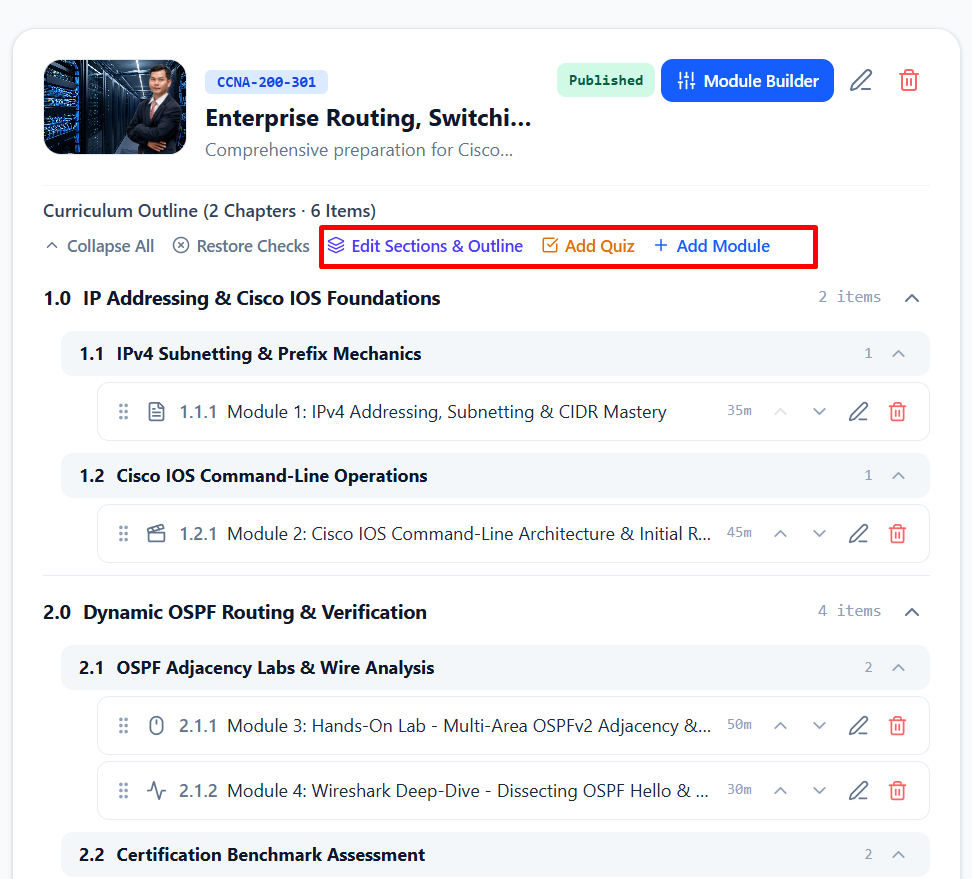 CCNA-200-301
Published
Module Builder
Enterprise Routing, Switchi...
Comprehensive preparation for Cisco...
Curriculum Outline (2 Chapters · 6 Items)
Collapse All Restore Checks Edit Sections & Outline Add Quiz + Add Module
1.0 IP Addressing & Cisco IOS Foundations 2 items
1.1 IPv4 Subnetting & Prefix Mechanics 1
1.1.1 Module 1: IPv4 Addressing, Subnetting & CIDR Mastery 35m
1.2 Cisco IOS Command-Line Operations 1
1.2.1 Module 2: Cisco IOS Command-Line Architecture & Initial R... 45m
2.0 Dynamic OSPF Routing & Verification 4 items
2.1 OSPF Adjacency Labs & Wire Analysis 2
2.1.1 Module 3: Hands-On Lab - Multi-Area OSPFv2 Adjacency &... 50m
2.1.2 Module 4: Wireshark Deep-Dive - Dissecting OSPF Hello & ... 30m
2.2 Certification Benchmark Assessment 2